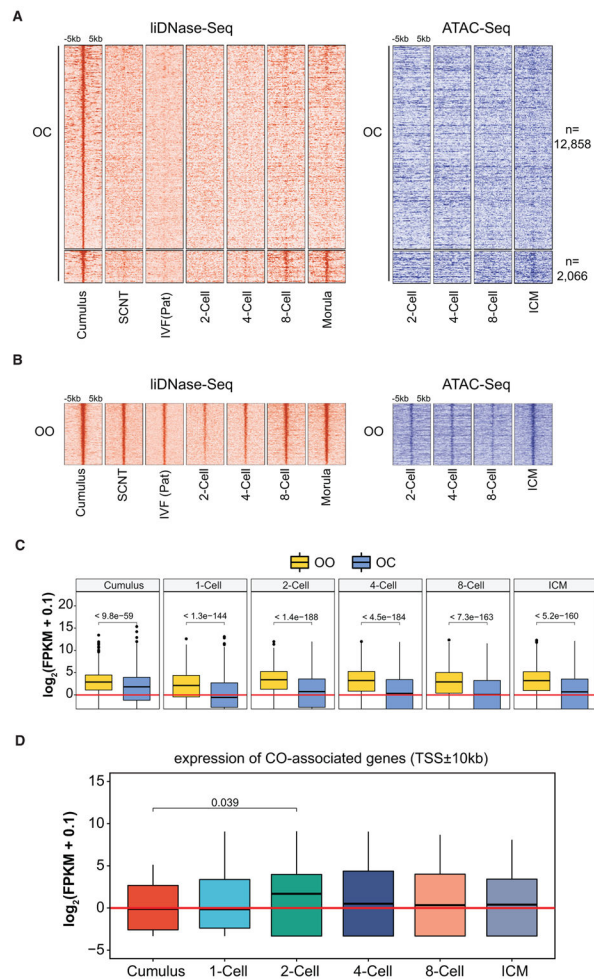 A
liDNase-Seq
ATAC-Seq
-5kb 5kb
-5kb 5kb
OC
OC
n=
12,858
n=
2,066
Cumulus
SCNT
IVF(Pat)
2-Cell
4-Cell
8-Cell
Morula
2-Cell
4-Cell
8-Cell
ICM
B
liDNase-Seq
ATAC-Seq
-5kb 5kb
-5kb 5kb
OO
OO
Cumulus
SCNT
IVF (Pat)
2-Cell
4-Cell
8-Cell
Morula
2-Cell
4-Cell
8-Cell
ICM
C
OO OC
Cumulus 1-Cell 2-Cell 4-Cell 8-Cell ICM
< 9.8e−59 < 1.3e−144 < 1.4e−188 < 4.5e−184 < 7.3e−163 < 5.2e−160
log2(FPKM + 0.1)
20
15
10
5
0
D
expression of CO-associated genes (TSS±10kb)
log2(FPKM + 0.1)
15
10
5
0
−5
0.039
Cumulus 1-Cell 2-Cell 4-Cell 8-Cell ICM